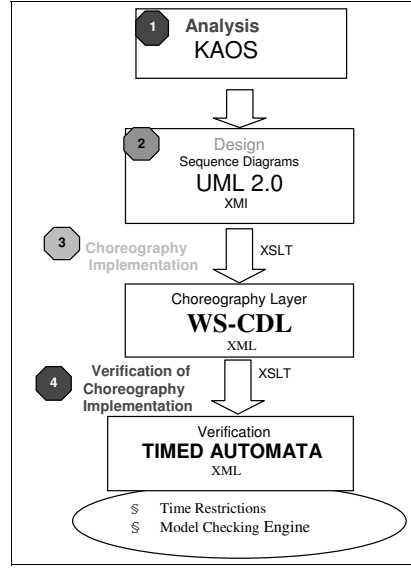 1 Analysis
KAOS
2 Design
Sequence Diagrams
UML 2.0
XMI
3 Choreography
Implementation
XSLT
Choreography Layer
WS-CDL
XML
4 Verification of
Choreography
Implementation
XSLT
Verification
TIMED AUTOMATA
XML
§ Time Restrictions
§ Model Checking Engine